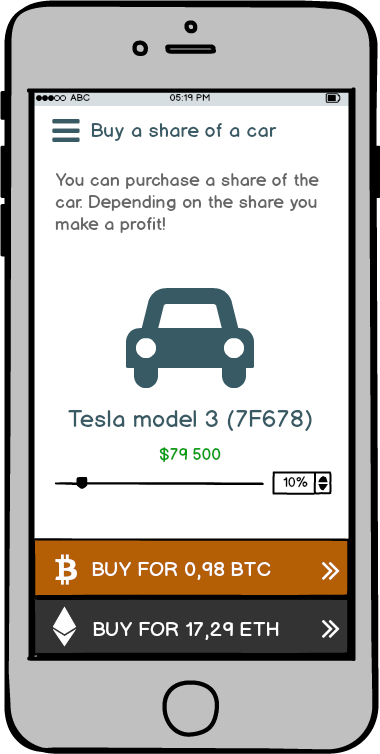 ABC 05:19 PM
Buy a share of a car
You can purchase a share of the
car. Depending on the share you
make a profit!
Tesla model 3 (7F678)
$79 500
10%
BUY FOR 0,98 BTC
BUY FOR 17,29 ETH